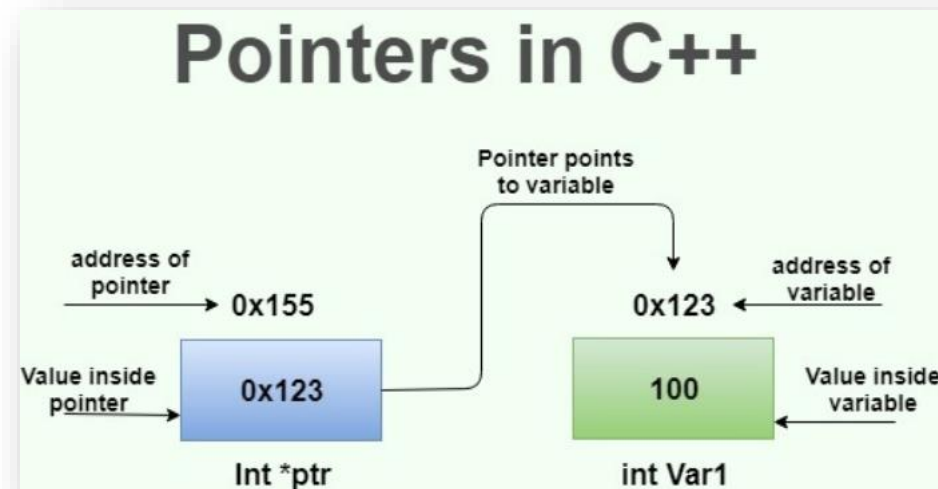 Pointers in C++
Pointer points
to variable
address of
pointer
0x155
0x123
address of
variable
Value inside
pointer
0x123
100
Value inside
variable
Int *ptr
int Var1